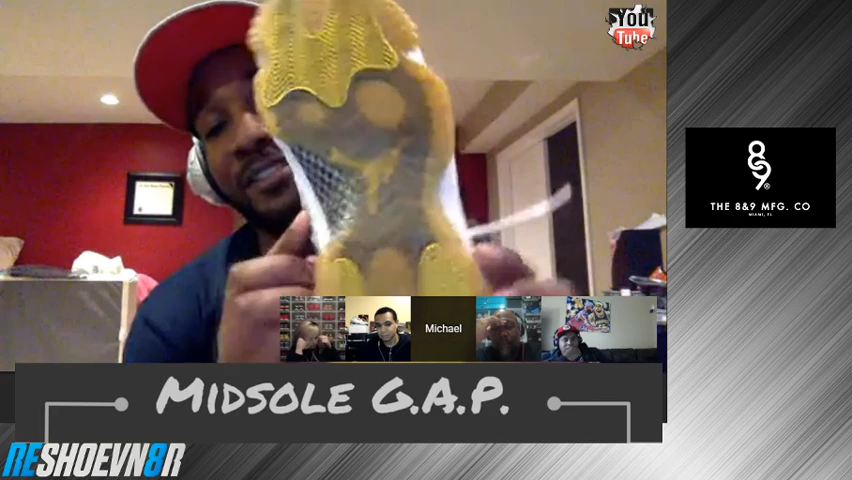 You
Tube
8
9
THE 8&9 MFG. CO
MIAMI, FL
Michael
MIDSOLE G.A.P.
RESHOEVN8R